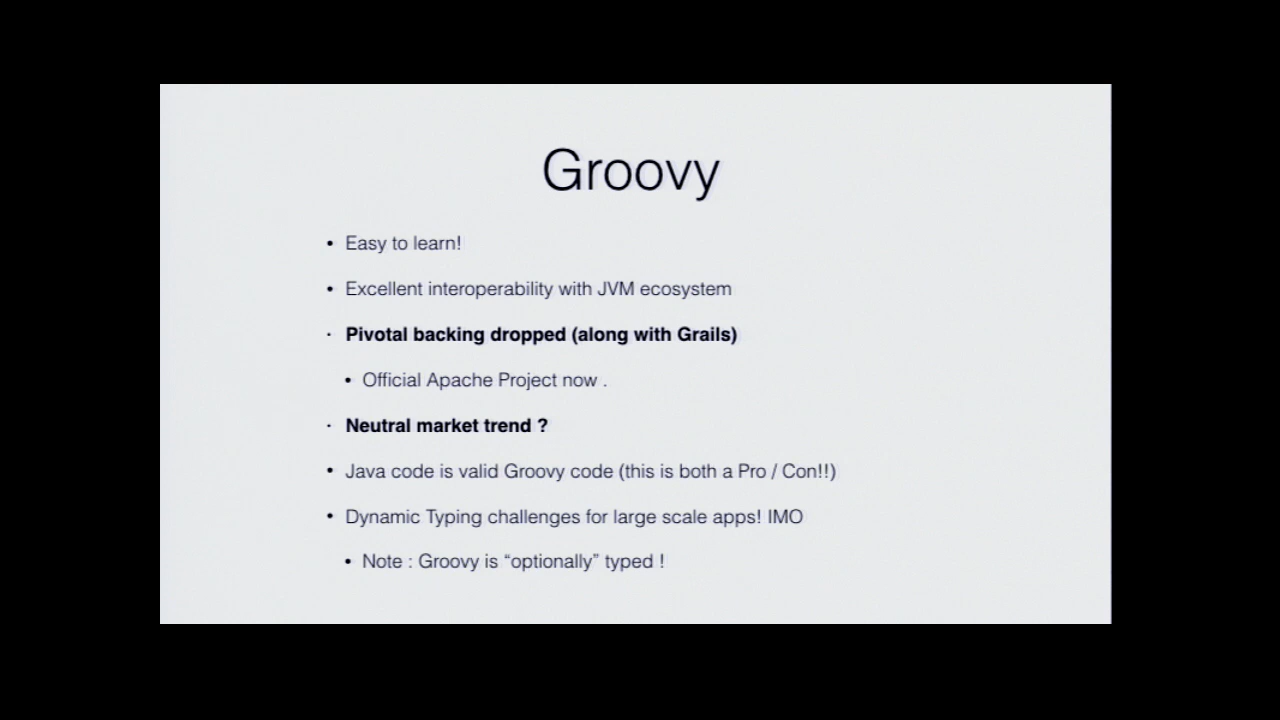 Groovy
• Easy to learn!
• Excellent interoperability with JVM ecosystem
· Pivotal backing dropped (along with Grails)
• Official Apache Project now .
· Neutral market trend ?
• Java code is valid Groovy code (this is both a Pro / Con!!)
• Dynamic Typing challenges for large scale apps! IMO
• Note : Groovy is “optionally” typed !